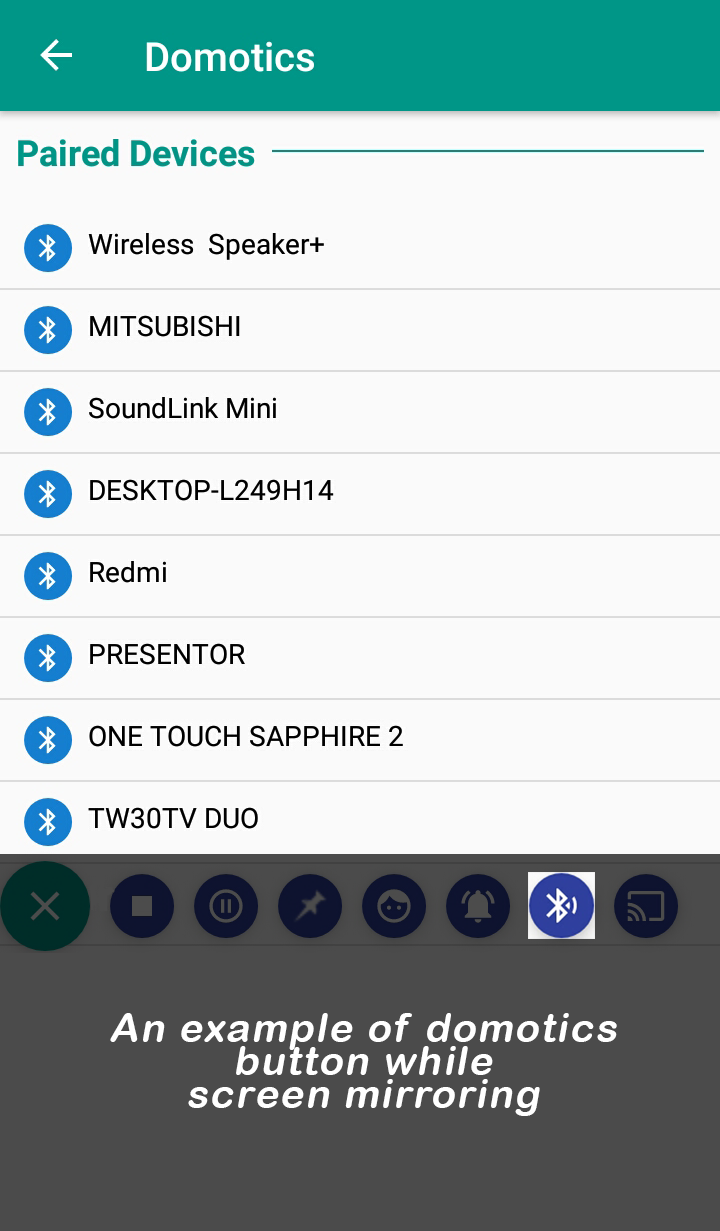 Domotics
Paired Devices
Wireless  Speaker+
MITSUBISHI
SoundLink Mini
DESKTOP-L249H14
Redmi
PRESENTOR
ONE TOUCH SAPPHIRE 2
TW30TV DUO
An example of domotics
button while
screen mirroring